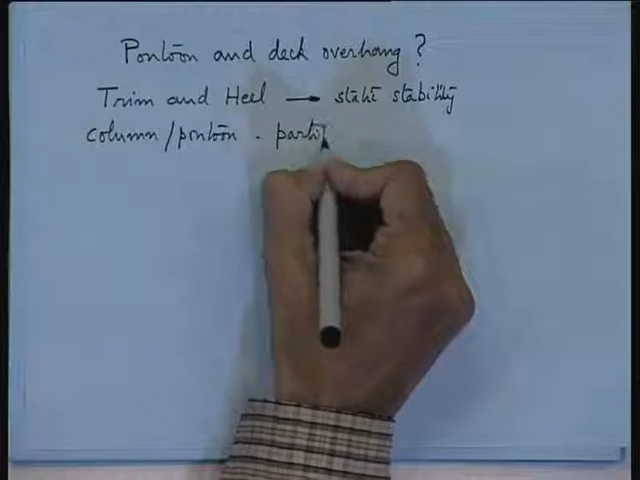 Pontoon and deck overhang ?
Trim and Heel → static stability
column/pontoon - parti